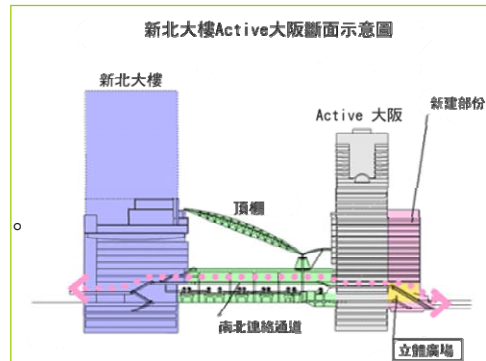 新北大樓Active大阪斷面示意圖
新北大樓
Active 大阪
新建部份
頂棚
南北連絡通道
立體廣場